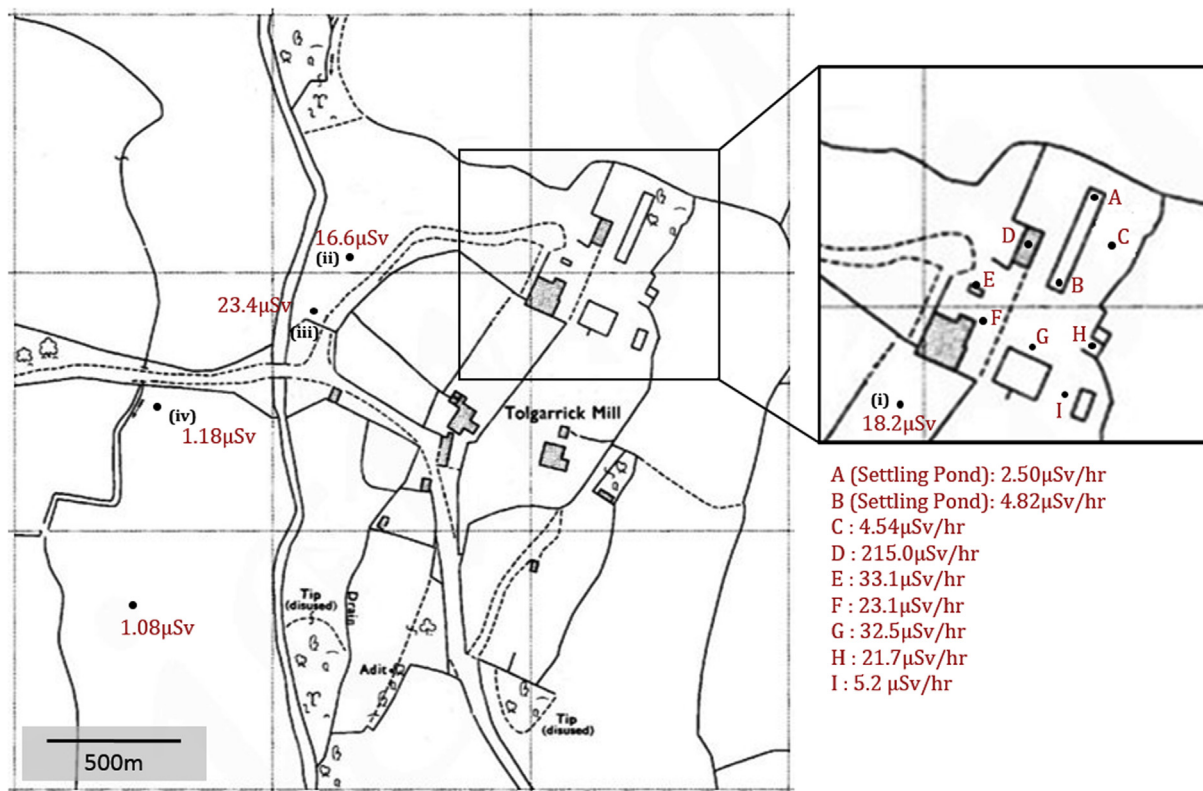 16.6μSv
(ii)
23.4μSv
(iii)
(iv)
1.18μSv
Tolgarrick Mill
1.08μSv
Tip
(disused)
Drain
Adit
Tip
(disused)
500m
A
C
D
E
B
F
G
H
(i)
I
18.2μSv
A (Settling Pond): 2.50μSv/hr
B (Settling Pond): 4.82μSv/hr
C : 4.54μSv/hr
D : 215.0μSv/hr
E : 33.1μSv/hr
F : 23.1μSv/hr
G : 32.5μSv/hr
H : 21.7μSv/hr
I : 5.2 μSv/hr